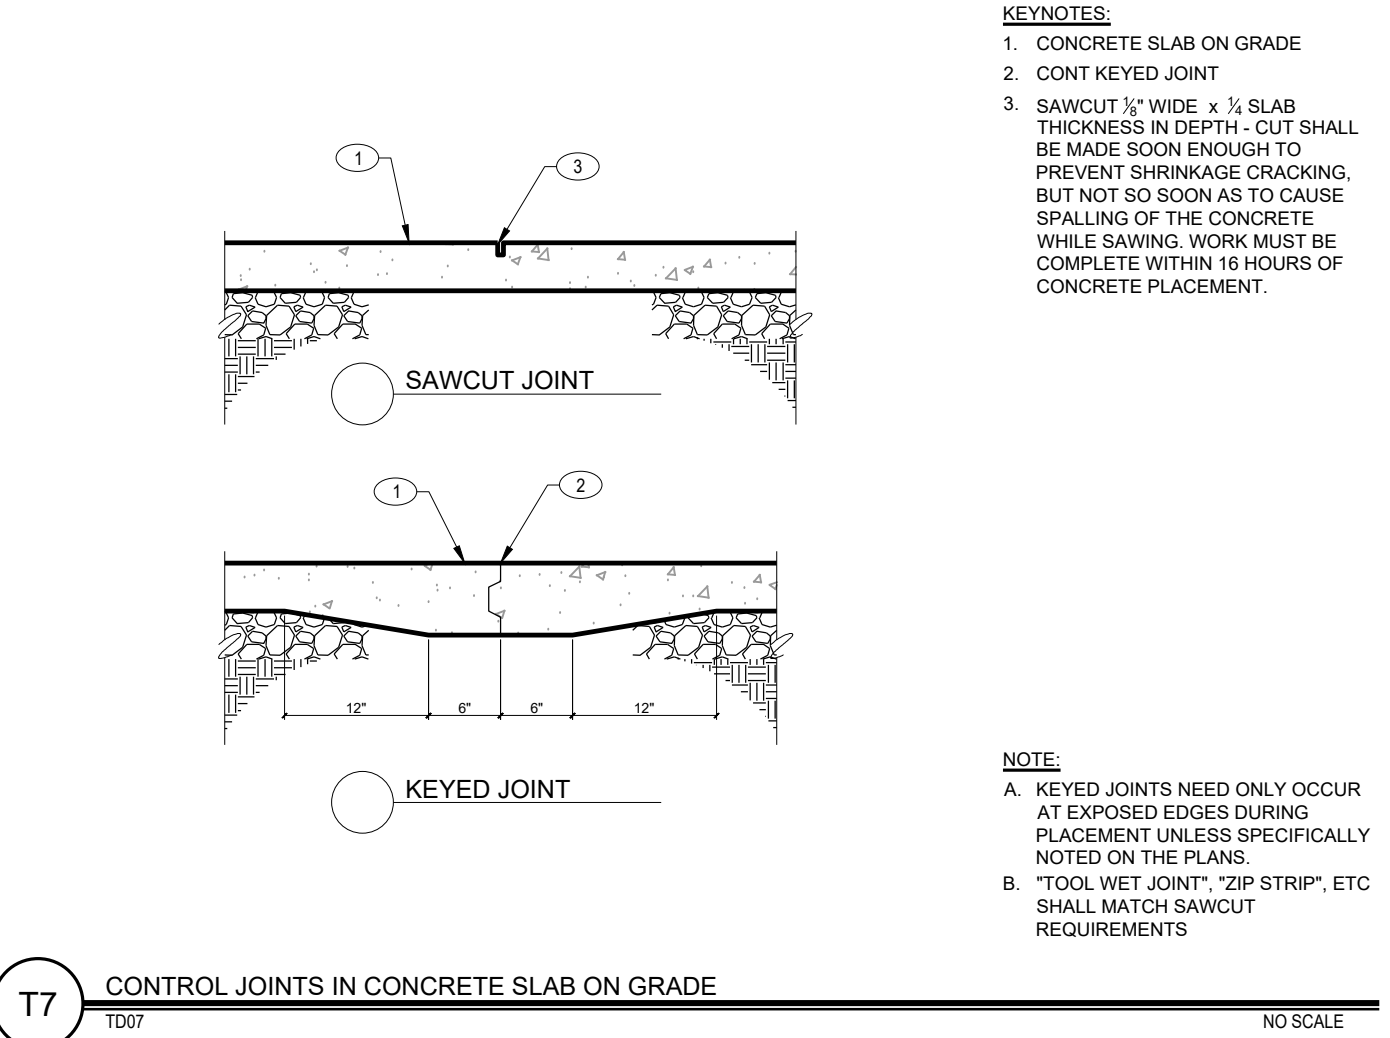 KEYNOTES:
1. CONCRETE SLAB ON GRADE
2. CONT KEYED JOINT
3. SAWCUT ⅛" WIDE x ¼ SLAB
THICKNESS IN DEPTH - CUT SHALL
BE MADE SOON ENOUGH TO
PREVENT SHRINKAGE CRACKING,
BUT NOT SO SOON AS TO CAUSE
SPALLING OF THE CONCRETE
WHILE SAWING. WORK MUST BE
COMPLETE WITHIN 16 HOURS OF
CONCRETE PLACEMENT.
1
3
SAWCUT JOINT
1
2
12"
6"
6"
12"
KEYED JOINT
NOTE:
A. KEYED JOINTS NEED ONLY OCCUR
AT EXPOSED EDGES DURING
PLACEMENT UNLESS SPECIFICALLY
NOTED ON THE PLANS.
B. "TOOL WET JOINT", "ZIP STRIP", ETC
SHALL MATCH SAWCUT
REQUIREMENTS
T7
CONTROL JOINTS IN CONCRETE SLAB ON GRADE
TD07
NO SCALE